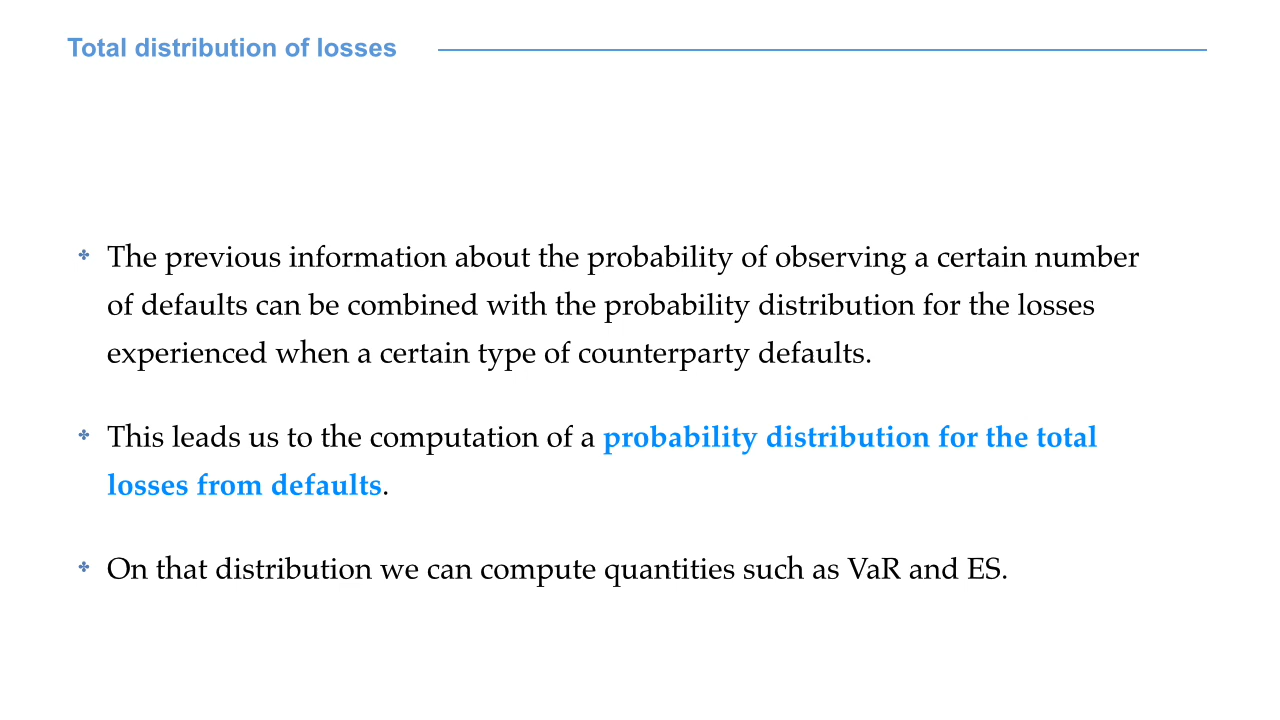 Total distribution of losses
✤ The previous information about the probability of observing a certain number
of defaults can be combined with the probability distribution for the losses
experienced when a certain type of counterparty defaults.
✤ This leads us to the computation of a probability distribution for the total
losses from defaults.
✤ On that distribution we can compute quantities such as VaR and ES.